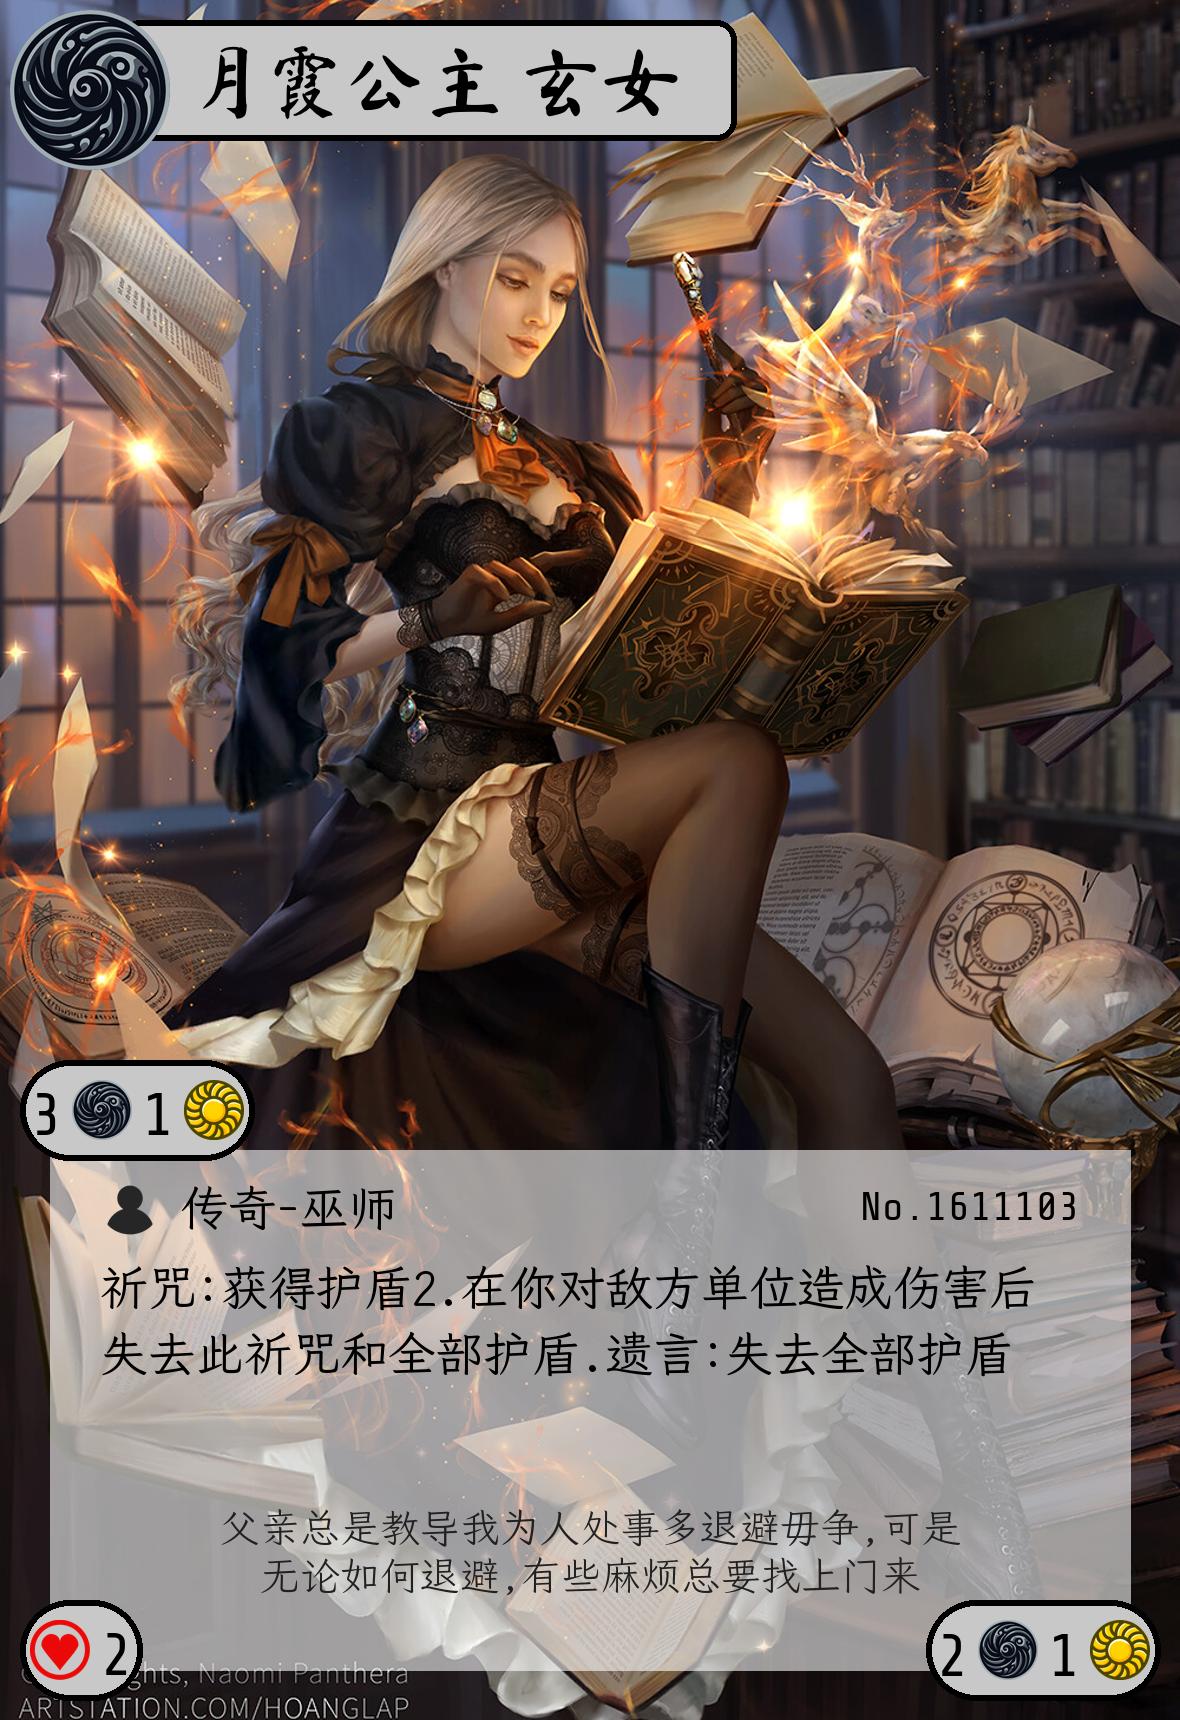 月霞公主 玄女
3 1
传奇-巫师
No.1611103
祈咒:获得护盾2.在你对敌方单位造成伤害后
失去此祈咒和全部护盾.遗言:失去全部护盾
父亲总是教导我为人处事多退避毋争,可是
无论如何退避,有些麻烦总要找上门来
2
2 1
ghts, Naomi Panthera
ARTSTATION.COM/HOANGLAP